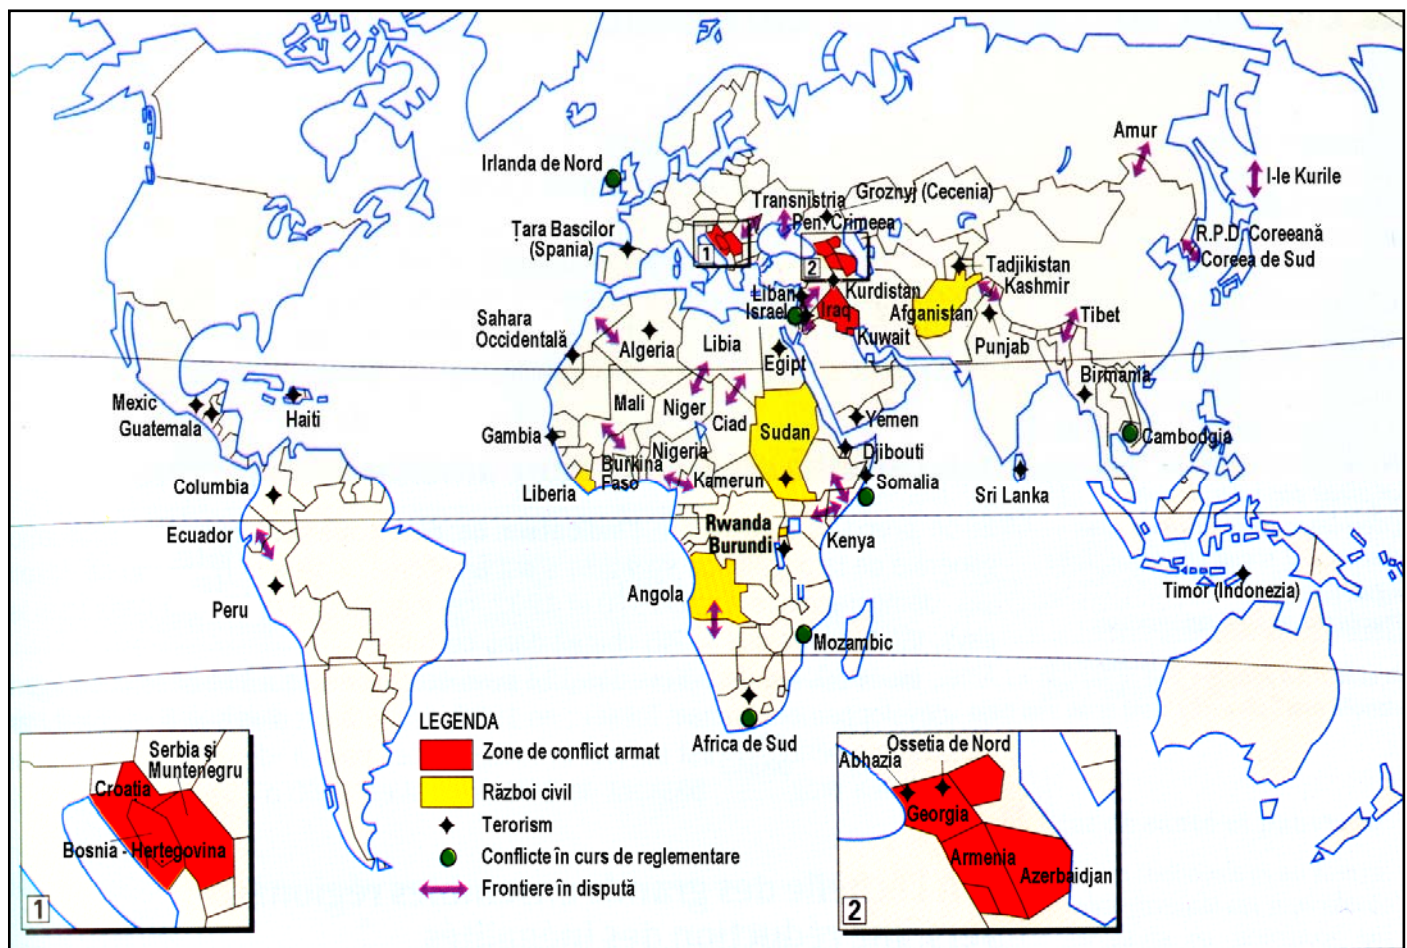 Amur
Irlanda de Nord
I-le Kurile
Transnistria
Groznyj (Cecenia)
Pen. Crimeea
Țara Bascilor
(Spania)
R.P.D. Coreeană
Coreea de Sud
1
2
Tadjikistan
Kashmir
Liban
Kurdistan
Israel
Iraq
Afganistan
Tibet
Sahara
Occidentală
Algeria
Libia
Egipt
Kuwait
Punjab
Birmania
Mexic
Guatemala
Haiti
Mali
Niger
Ciad
Sudan
Yemen
Gambia
Nigeria
Djibouti
Camboogia
Columbia
Liberia
Burkina
Faso
Kamerun
Somalia
Sri Lanka
Ecuador
Rwanda
Burundi
Kenya
Peru
Angola
Mozambic
Timor (Indonezia)
Africa de Sud
LEGENDA
Zone de conflict armat
Război civil
Terorism
Conflicte în curs de reglementare
Frontiere în dispută
Serbia și
Muntenegru
Croatia
Bosnia - Hertegovina
1
Ossetia de Nord
Abhazia
Georgia
Armenia
Azerbaidjan
2